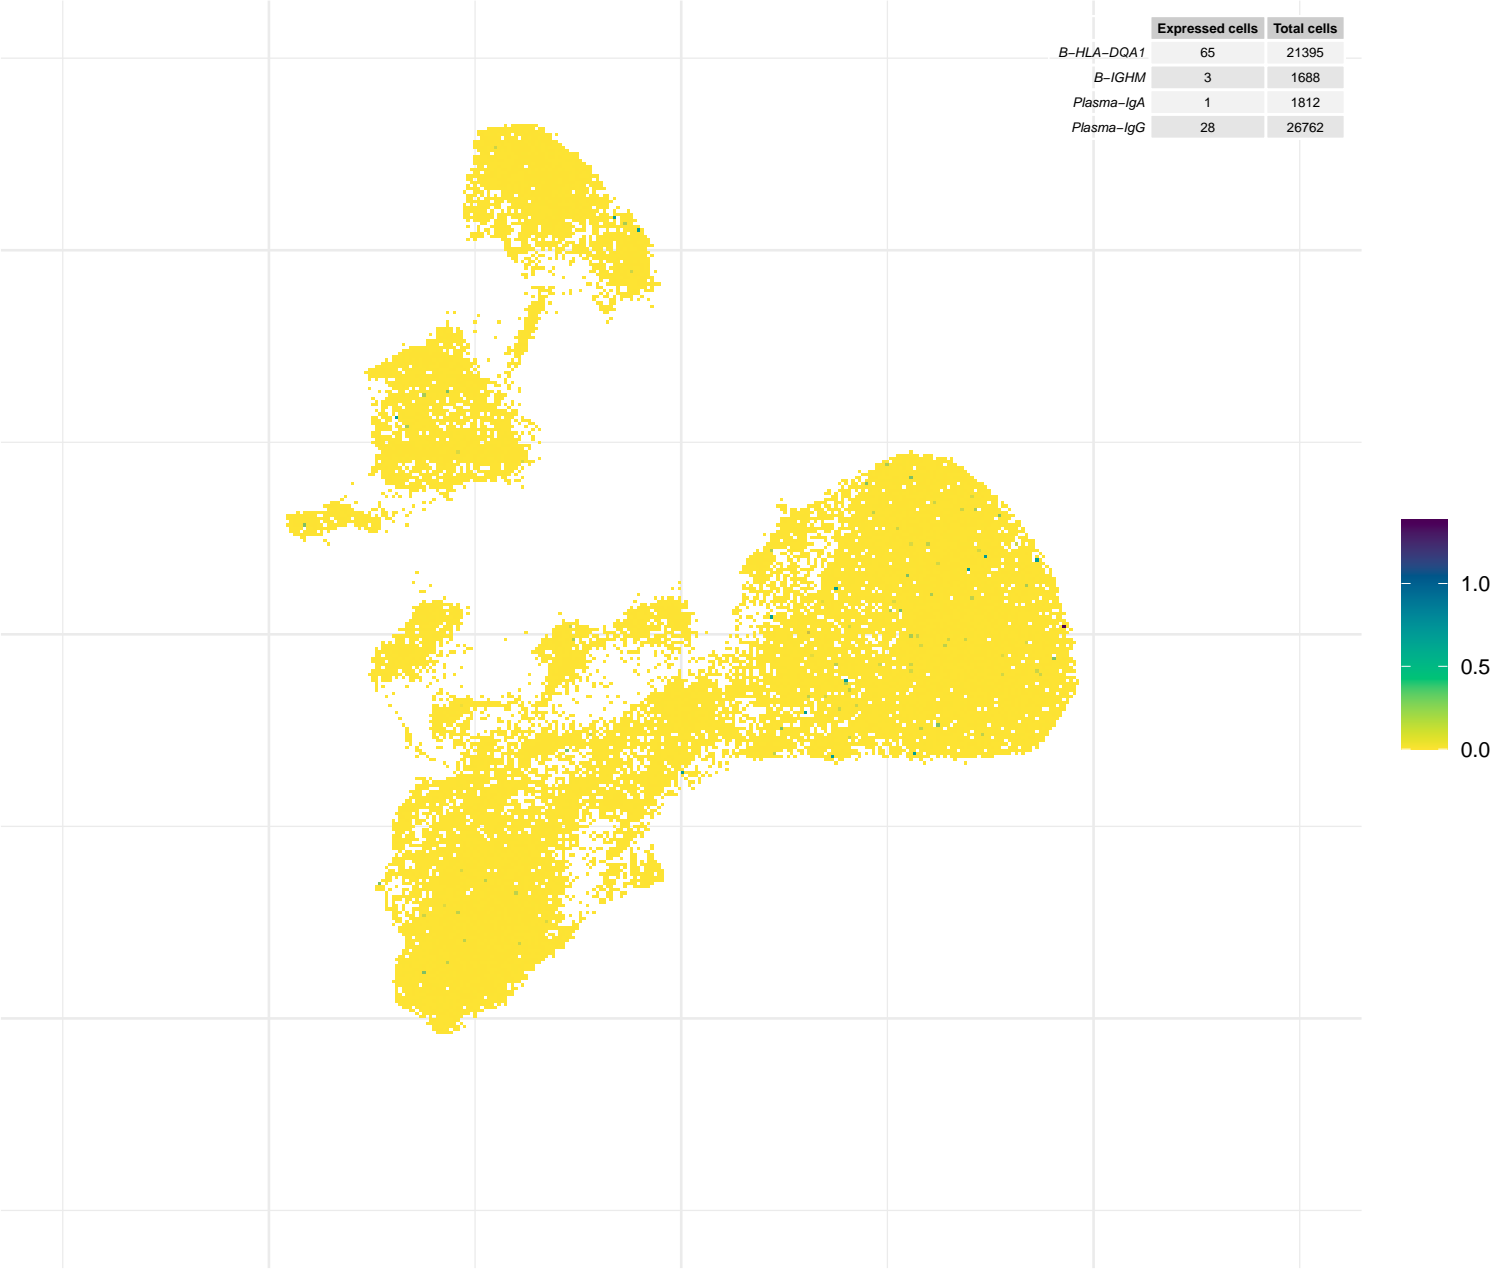 Expressed cells Total cells
B−HLA−DQA1 65 21395
B−IGHM 3 1688
Plasma−IgA 1 1812
Plasma−IgG 28 26762
1.0
0.5
0.0